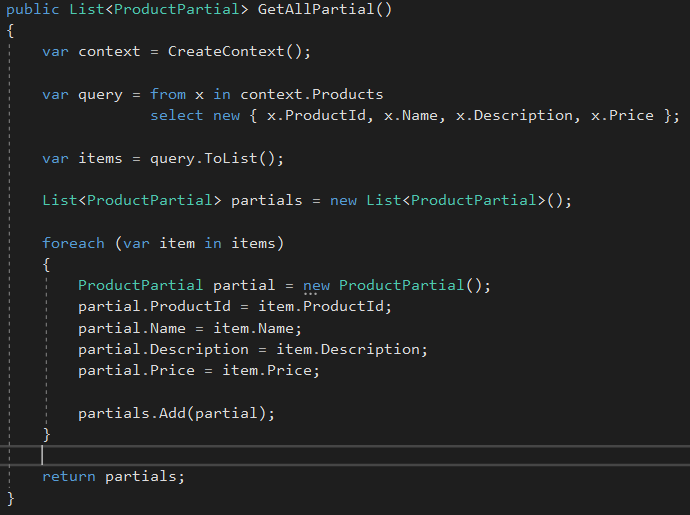 public List<ProductPartial> GetAllPartial()
{
var context = CreateContext();
var query = from x in context.Products
select new { x.ProductId, x.Name, x.Description, x.Price };
var items = query.ToList();
List<ProductPartial> partials = new List<ProductPartial>();
foreach (var item in items)
{
ProductPartial partial = new ProductPartial();
partial.ProductId = item.ProductId;
partial.Name = item.Name;
partial.Description = item.Description;
partial.Price = item.Price;
partials.Add(partial);
}
return partials;
}